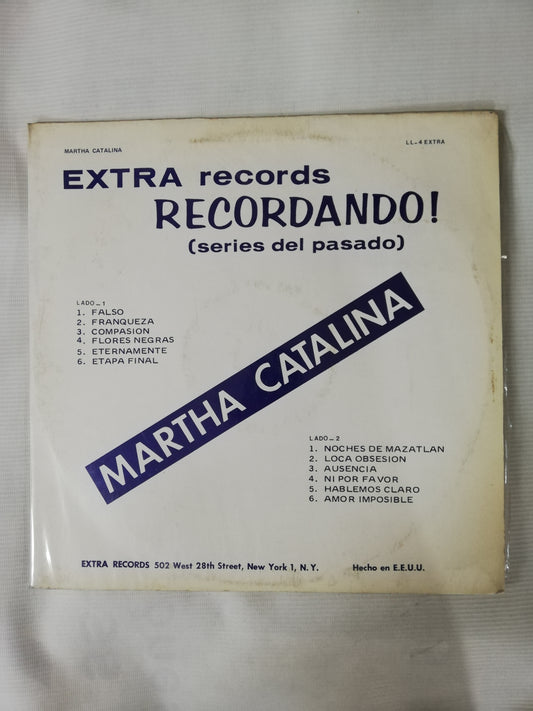 MARTHA CATALINA
LL-4 EXTRA
EXTRA records
RECORDANDO!
(series del pasado)
LADO-1
1. FALSO
2. FRANQUEZA
3. COMPASION
4. FLORES NEGRAS
5. ETERNAMENTE
6. ETAPA FINAL
MARTHA CATALINA
LADO-2
1. NOCHES DE MAZATLAN
2. LOCA OBSESION
3. AUSENCIA
4. NI POR FAVOR
5. HABLEMOS CLARO
6. AMOR IMPOSIBLE
EXTRA RECORDS 502 West 28th Street, New York 1, N.Y.
Hecho en E.E.U.U.